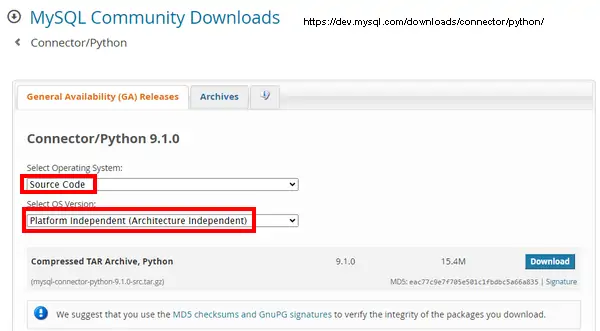 MySQL Community Downloads
https://dev.mysql.com/downloads/connector/python/
Connector/Python
General Availability (GA) Releases
Archives
Connector/Python 9.1.0
Select Operating System:
Source Code
Select OS Version:
Platform Independent (Architecture Independent)
Compressed TAR Archive, Python 9.1.0 15.4M Download
(mysql-connector-python-9.1.0-src.tar.gz) MD5: eac77c9e7f705e501c1fbdbc5a66a835 | Signature
We suggest that you use the MD5 checksums and GnuPG signatures to verify the integrity of the packages you download.